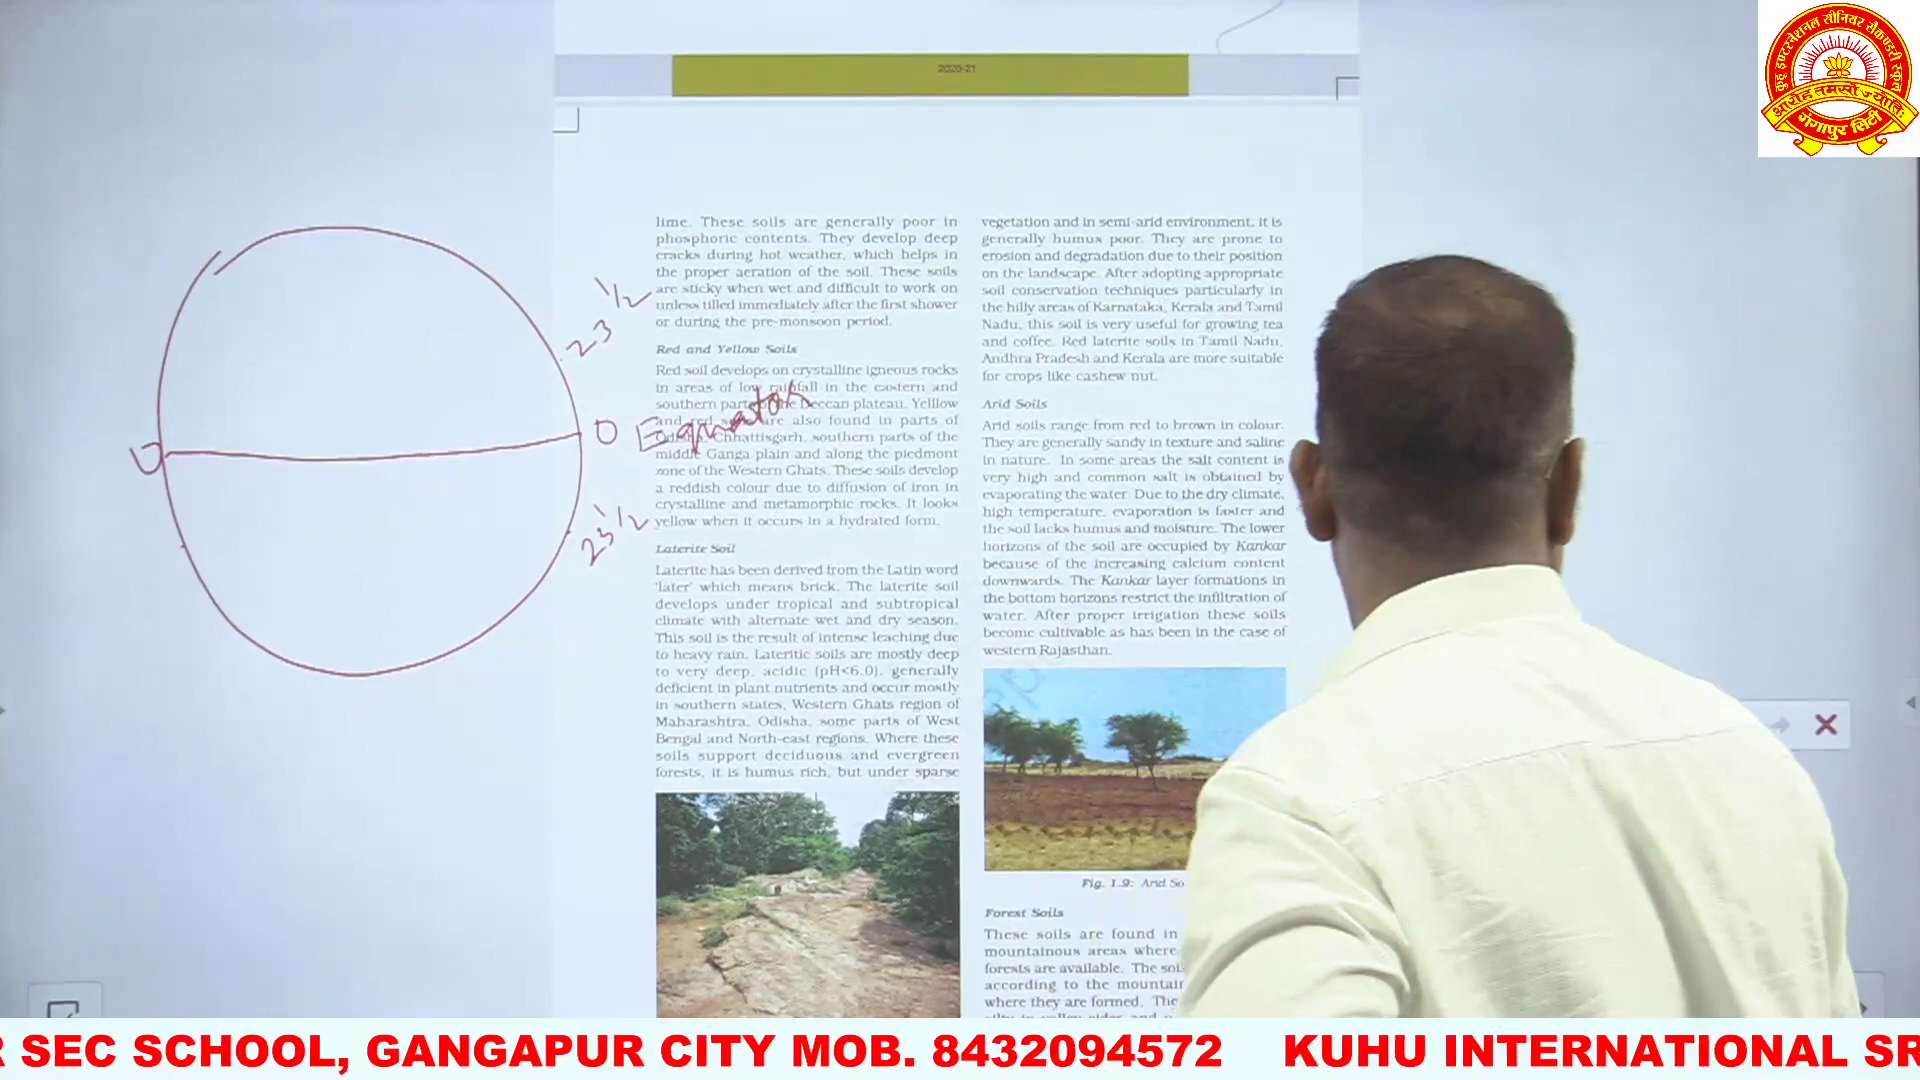 2020-21
कुहू इण्टरनेशनल सीनियर सैकण्डरी स्कूल
आरोह तमसो ज्योतिः
गंगापुर सिटी
lime. These soils are generally poor in
phosphoric contents. They develop deep
cracks during hot weather, which helps in
the proper aeration of the soil. These soils
are sticky when wet and difficult to work on
unless tilled immediately after the first shower
or during the pre-monsoon period.
Red and Yellow Soils
Red soil develops on crystalline igneous rocks
in areas of low rainfall in the eastern and
southern parts of the Deccan plateau. Yelllow
and red soils are also found in parts of
Odisha, Chhattisgarh, southern parts of the
middle Ganga plain and along the piedmont
zone of the Western Ghats. These soils develop
a reddish colour due to diffusion of iron in
crystalline and metamorphic rocks. It looks
yellow when it occurs in a hydrated form.
Laterite Soil
Laterite has been derived from the Latin word
'later' which means brick. The laterite soil
develops under tropical and subtropical
climate with alternate wet and dry season.
This soil is the result of intense leaching due
to heavy rain. Lateritic soils are mostly deep
to very deep, acidic (pH<6.0), generally
deficient in plant nutrients and occur mostly
in southern states, Western Ghats region of
Maharashtra, Odisha, some parts of West
Bengal and North-east regions. Where these
soils support deciduous and evergreen
forests, it is humus rich, but under sparse
vegetation and in semi-arid environment, it is
generally humus poor. They are prone to
erosion and degradation due to their position
on the landscape. After adopting appropriate
soil conservation techniques particularly in
the hilly areas of Karnataka, Kerala and Tamil
Nadu, this soil is very useful for growing tea
and coffee. Red laterite soils in Tamil Nadu,
Andhra Pradesh and Kerala are more suitable
for crops like cashew nut.
Arid Soils
Arid soils range from red to brown in colour.
They are generally sandy in texture and saline
in nature. In some areas the salt content is
very high and common salt is obtained by
evaporating the water. Due to the dry climate,
high temperature, evaporation is faster and
the soil lacks humus and moisture. The lower
horizons of the soil are occupied by Kankar
because of the increasing calcium content
downwards. The Kankar layer formations in
the bottom horizons restrict the infiltration of
water. After proper irrigation these soils
become cultivable as has been in the case of
western Rajasthan.
Fig. 1.9: Arid So
Forest Soils
These soils are found in
mountainous areas where
forests are available. The soi
according to the mountai
where they are formed. The
23 1/2
0 Equator
0
23 1/2
R SEC SCHOOL, GANGAPUR CITY MOB. 8432094572 KUHU INTERNATIONAL SR